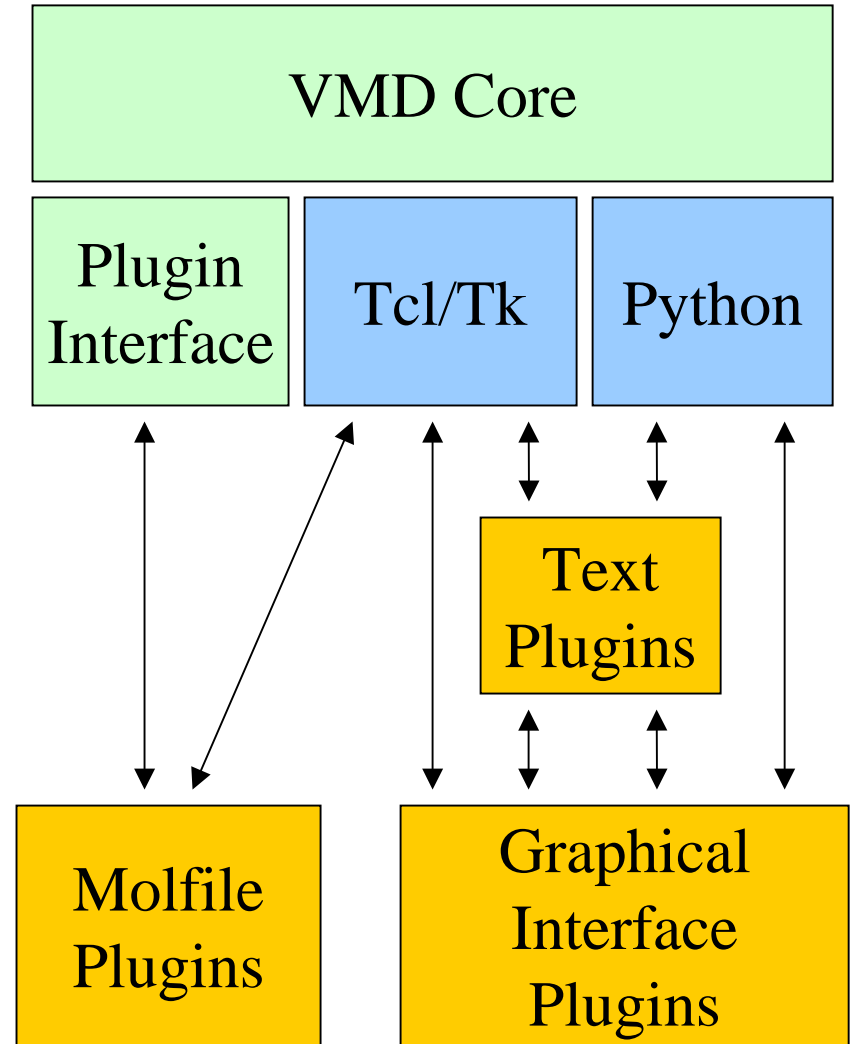 VMD Core
Plugin
Interface
Tcl/Tk
Python
Text
Plugins
Molfile
Plugins
Graphical
Interface
Plugins